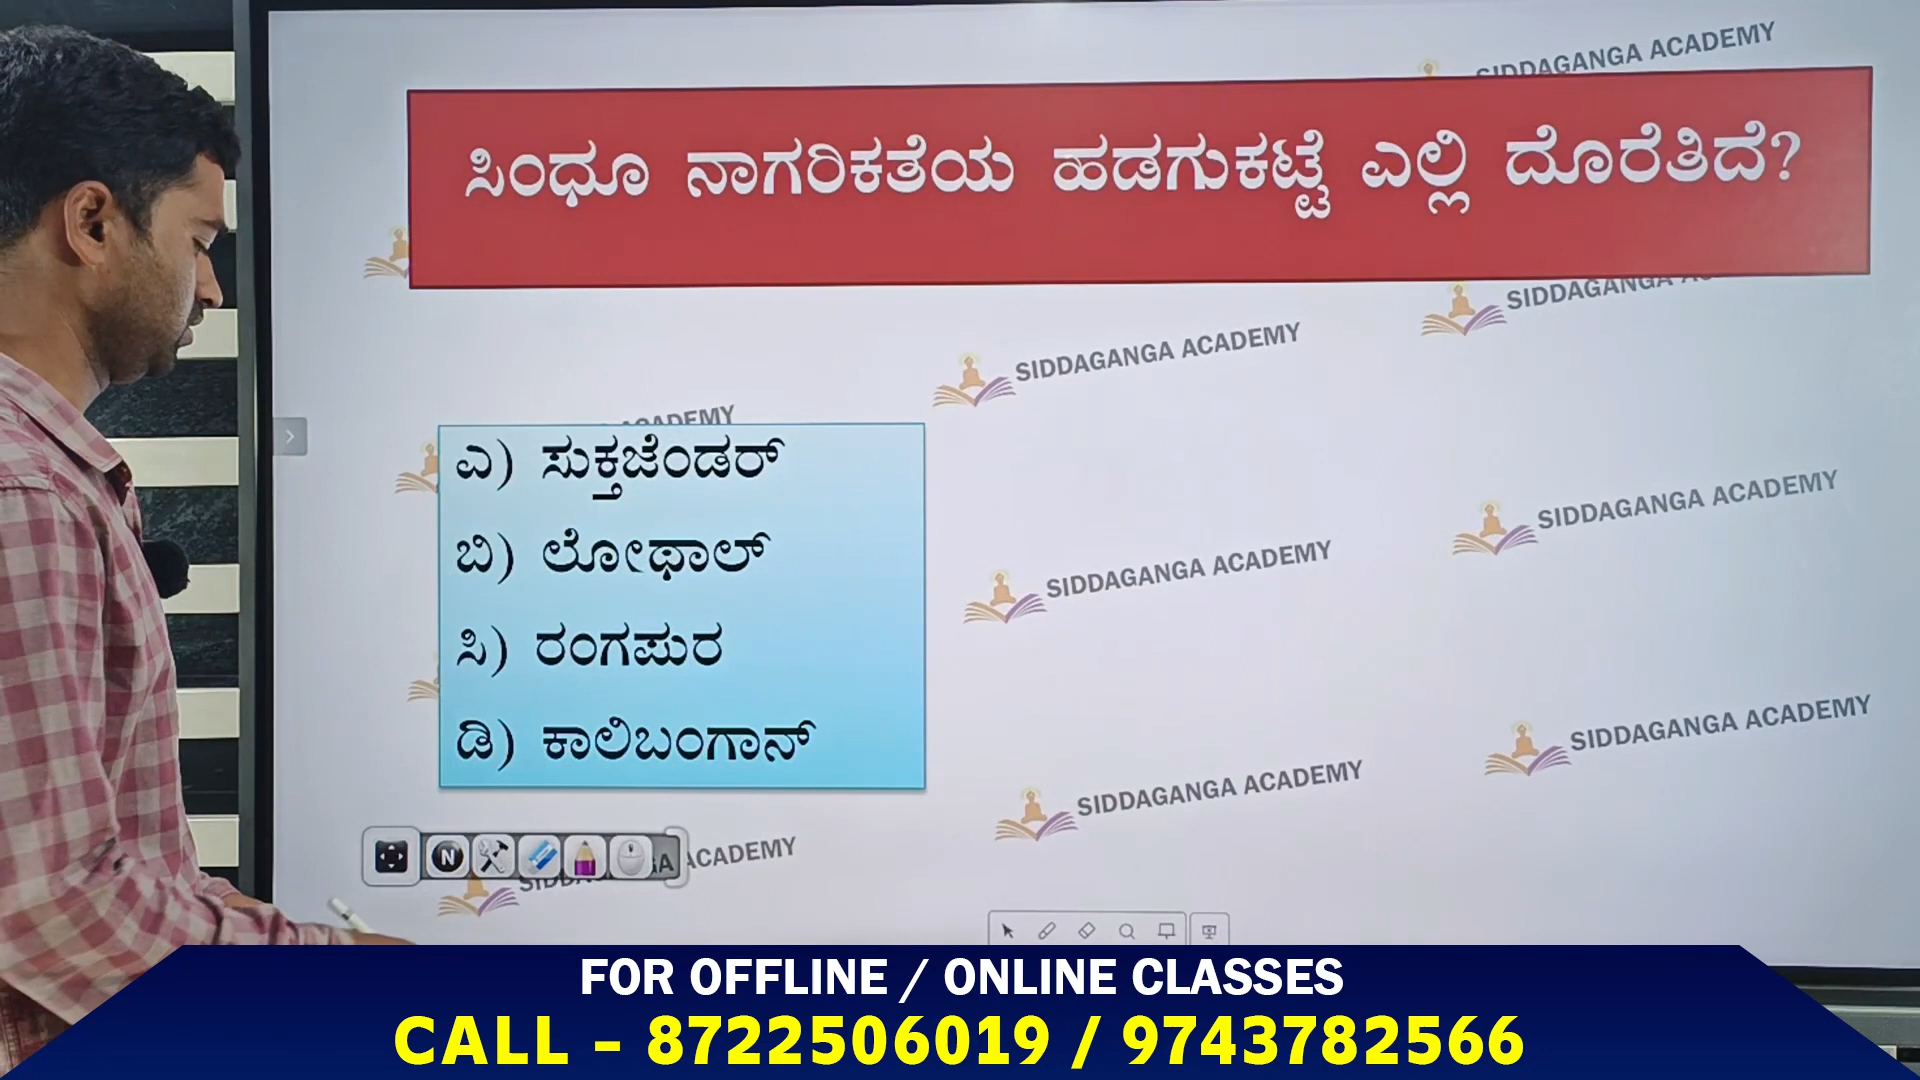 SIDDAGANGA ACADEMY
ಸಿಂಧೂ ನಾಗರಿಕತೆಯ ಹಡಗುಕಟ್ಟೆ ಎಲ್ಲಿ ದೊರೆತಿದೆ?
SIDDAGANGA
SIDDAGANGA ACADEMY
ACADEMY
ಎ) ಸುಕ್ತಜೆಂಡರ್
SIDDAGANGA ACADEMY
ಬಿ) ಲೋಥಾಲ್
SIDDAGANGA ACADEMY
ಸಿ) ರಂಗಪುರ
ಡಿ) ಕಾಲಿಬಂಗಾನ್
SIDDAGANGA ACADEMY
SIDDAGANGA ACADEMY
N
ACADEMY
FOR OFFLINE / ONLINE CLASSES
CALL – 8722506019 / 9743782566